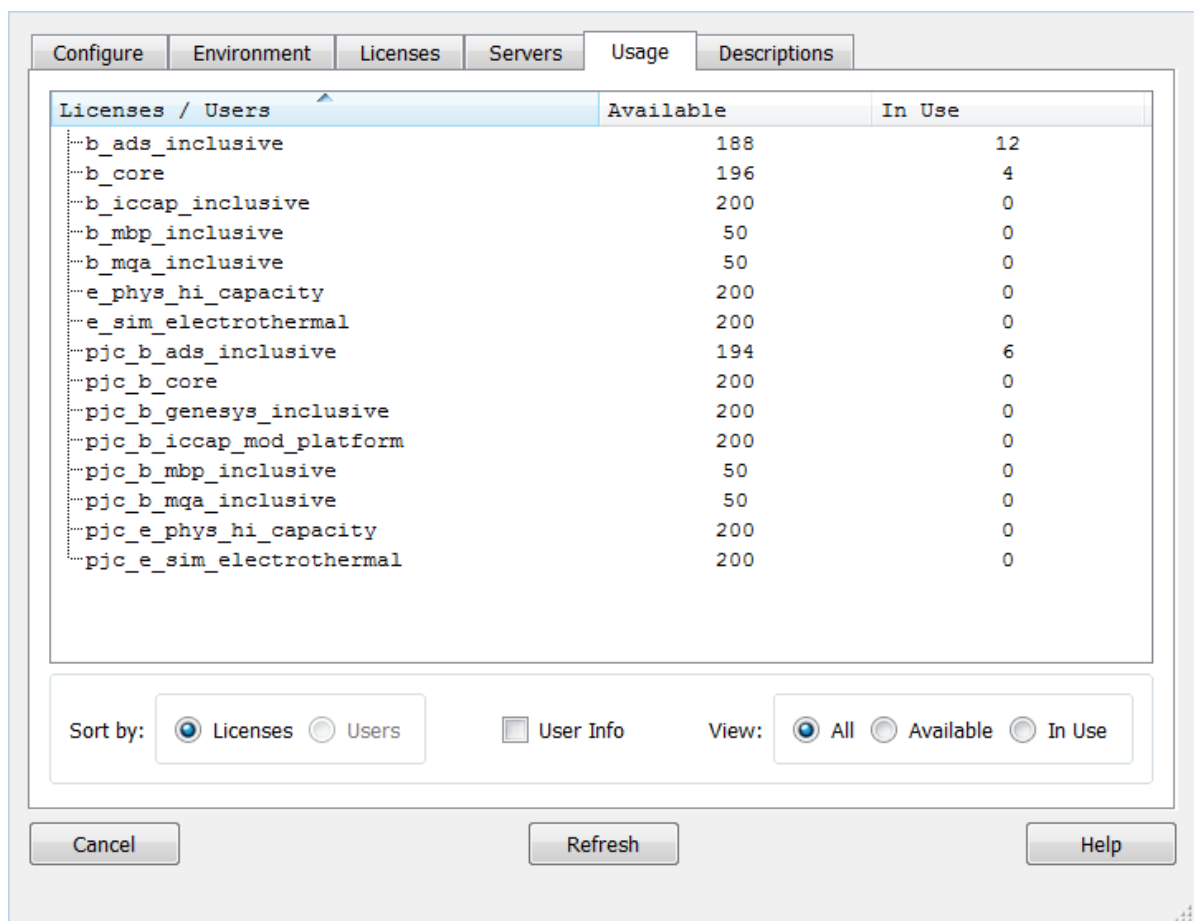 Configure Environment Licenses Servers Usage Descriptions
Licenses / Users Available In Use
b_ads_inclusive 188 12
b_core 196 4
b_iccap_inclusive 200 0
b_mbp_inclusive 50 0
b_mqa_inclusive 50 0
e_phys_hi_capacity 200 0
e_sim_electrothermal 200 0
pjc_b_ads_inclusive 194 6
pjc_b_core 200 0
pjc_b_genesys_inclusive 200 0
pjc_b_iccap_mod_platform 200 0
pjc_b_mbp_inclusive 50 0
pjc_b_mqa_inclusive 50 0
pjc_e_phys_hi_capacity 200 0
pjc_e_sim_electrothermal 200 0
Sort by: Licenses Users User Info View: All Available In Use
Cancel Refresh Help